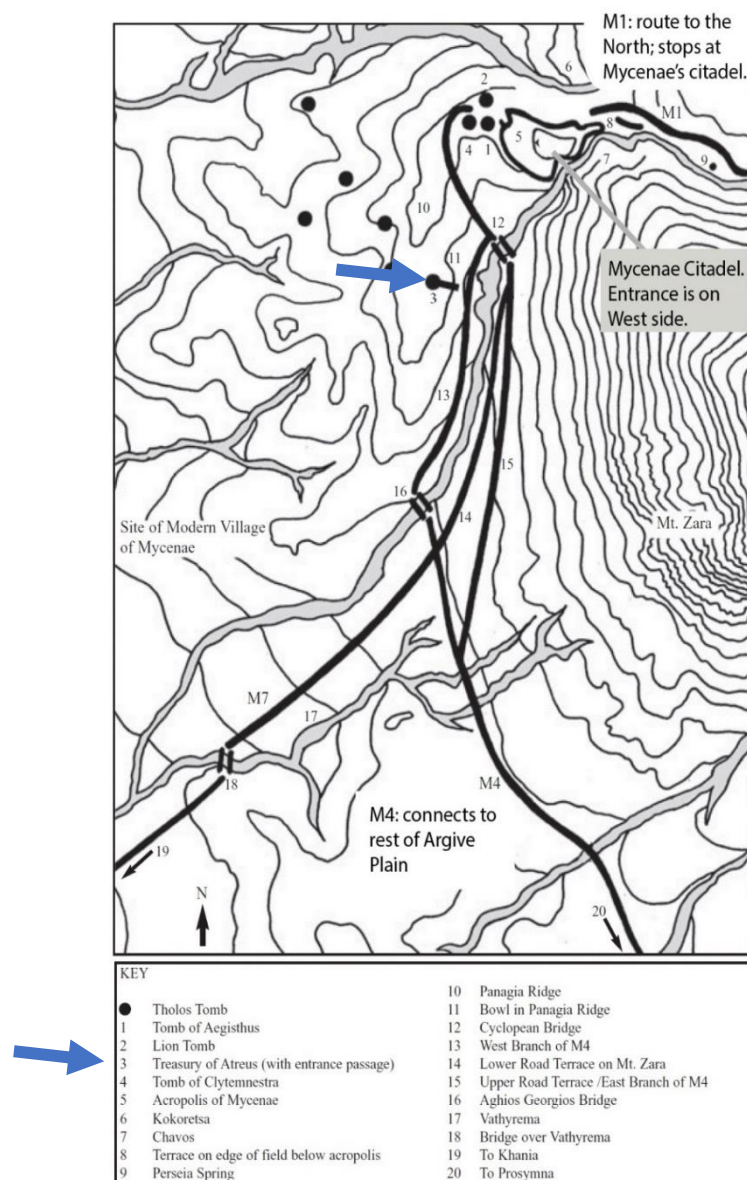 M1: route to the
North; stops at
Mycenae's citadel.
6
2
M1
8
5
4
1
9
7
10
12
Mycenae Citadel.
Entrance is on
West side.
11
3
13
15
16
14
Site of Modern Village
of Mycenae
Mt. Zara
M7
17
M4
18
M4: connects to
rest of Argive
Plain
19
N
20
KEY
Tholos Tomb
1 Tomb of Aegisthus
2 Lion Tomb
3 Treasury of Atreus (with entrance passage)
4 Tomb of Clytemnestra
5 Acropolis of Mycenae
6 Kokoretsa
7 Chavos
8 Terrace on edge of field below acropolis
9 Perseia Spring
10 Panagia Ridge
11 Bowl in Panagia Ridge
12 Cyclopean Bridge
13 West Branch of M4
14 Lower Road Terrace on Mt. Zara
15 Upper Road Terrace /East Branch of M4
16 Aghios Georgios Bridge
17 Vathyrema
18 Bridge over Vathyrema
19 To Khania
20 To Prosymna